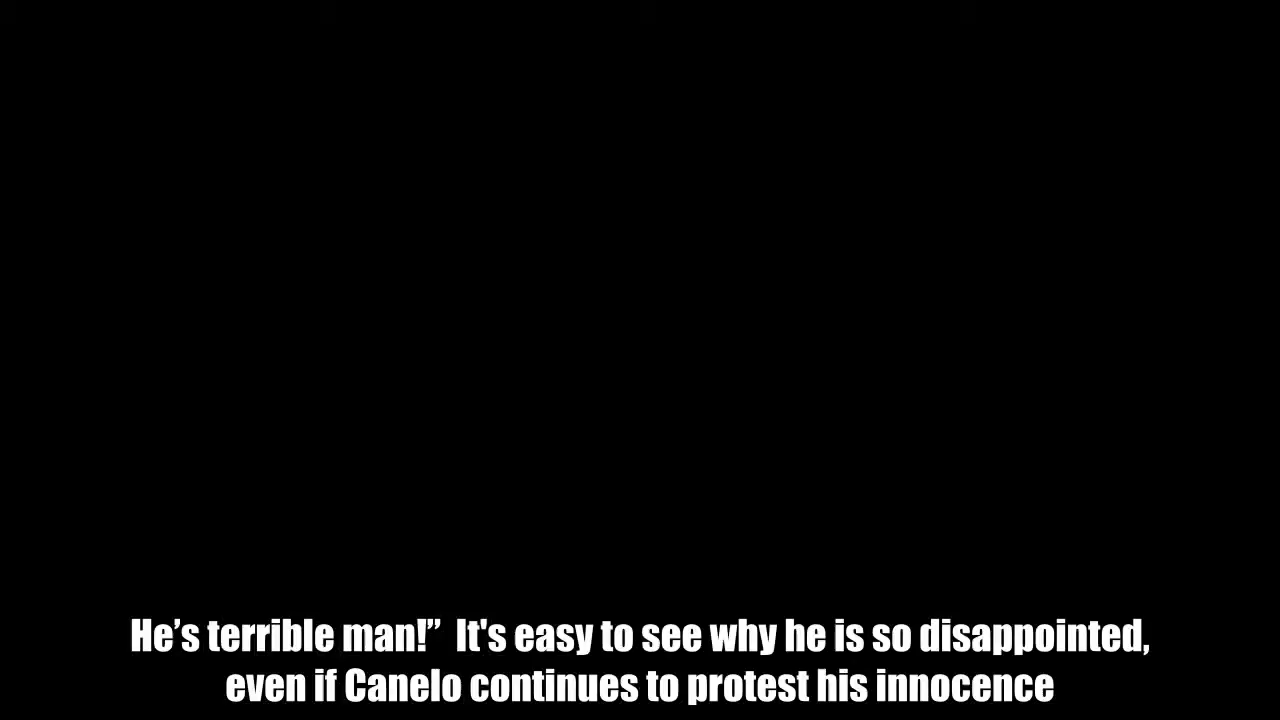 He’s terrible man!”  It's easy to see why he is so disappointed,
even if Canelo continues to protest his innocence